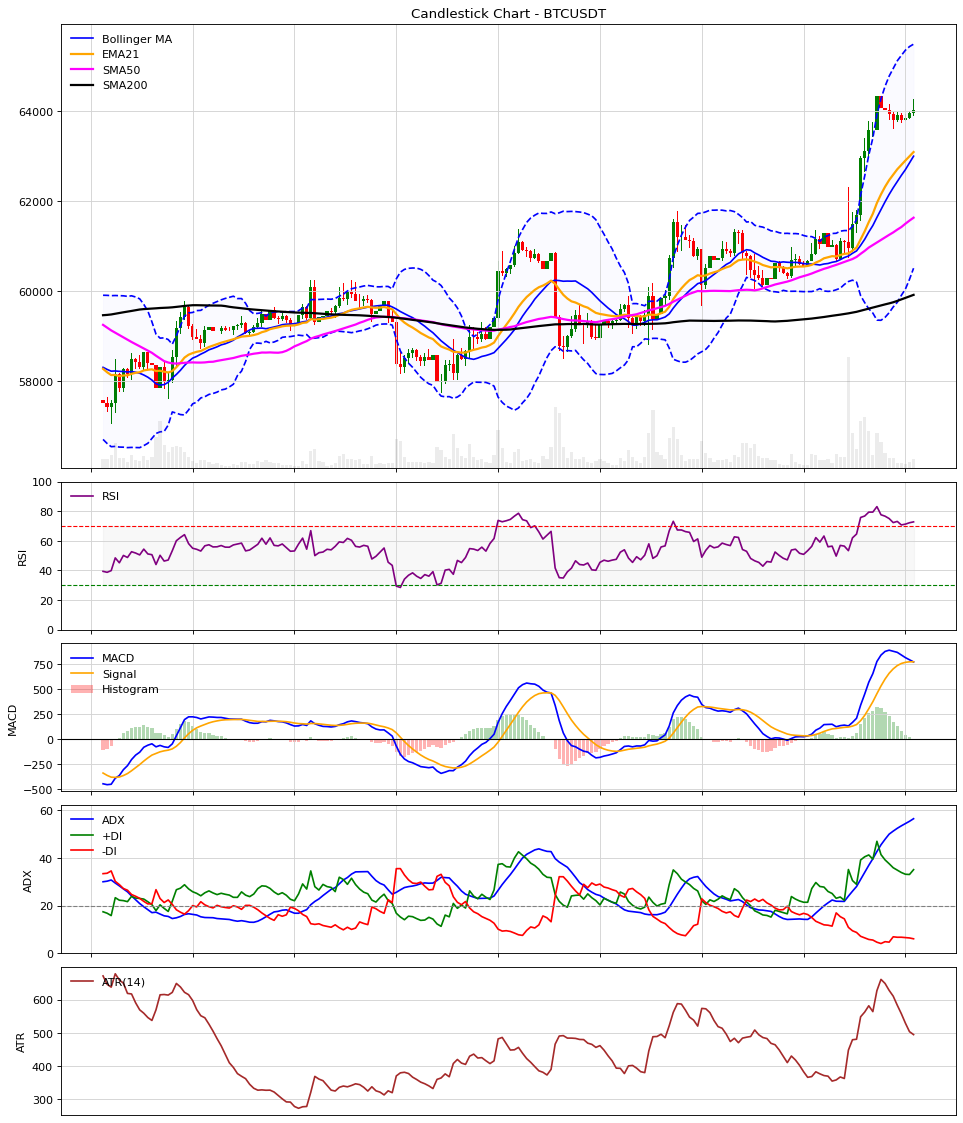 Candlestick Chart - BTCUSDT
Bollinger MA
EMA21
SMA50
SMA200
64000
62000
60000
58000
RSI
100
80
60
40
20
0
RSI
MACD
Signal
Histogram
750
500
250
0
−250
−500
MACD
ADX
+DI
-DI
60
40
20
0
ADX
ATR(14)
600
500
400
300
ATR